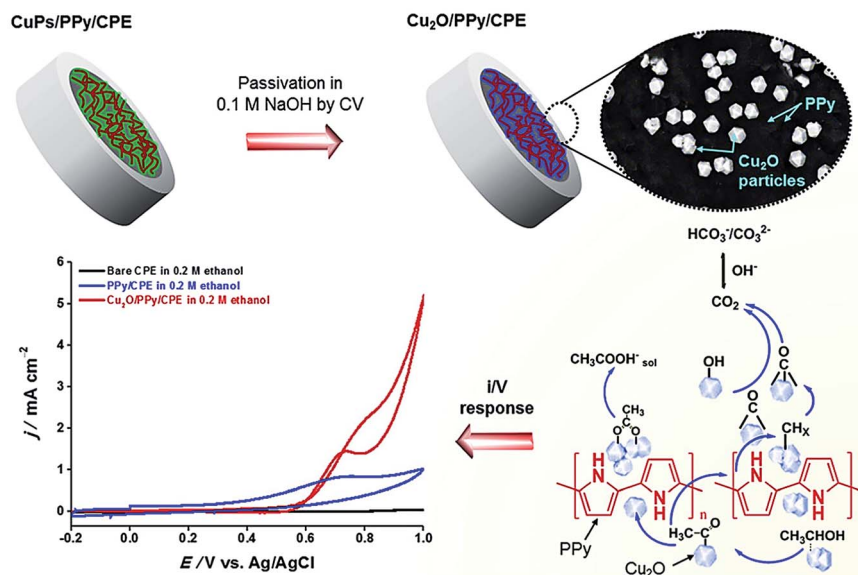 CuPs/PPy/CPE
Cu₂O/PPy/CPE
Passivation in
0.1 M NaOH by CV
PPy
Cu₂O
particles
HCO₃⁻/CO₃²⁻
OH⁻
CO₂
Bare CPE in 0.2 M ethanol
PPy/CPE in 0.2 M ethanol
Cu₂O/PPy/CPE in 0.2 M ethanol
j / mA cm⁻²
6
5
4
3
2
1
0
-0.2
0.0
0.2
0.4
0.6
0.8
1.0
E /V vs. Ag/AgCl
i/V
response
CH₃COOH⁻ sol
OH
O
C
O
C
CH₃
C
O O
CHx
H
N
N
H
n
H
N
N
H
H₃C-C
O
CH₃CHOH
PPy
Cu₂O